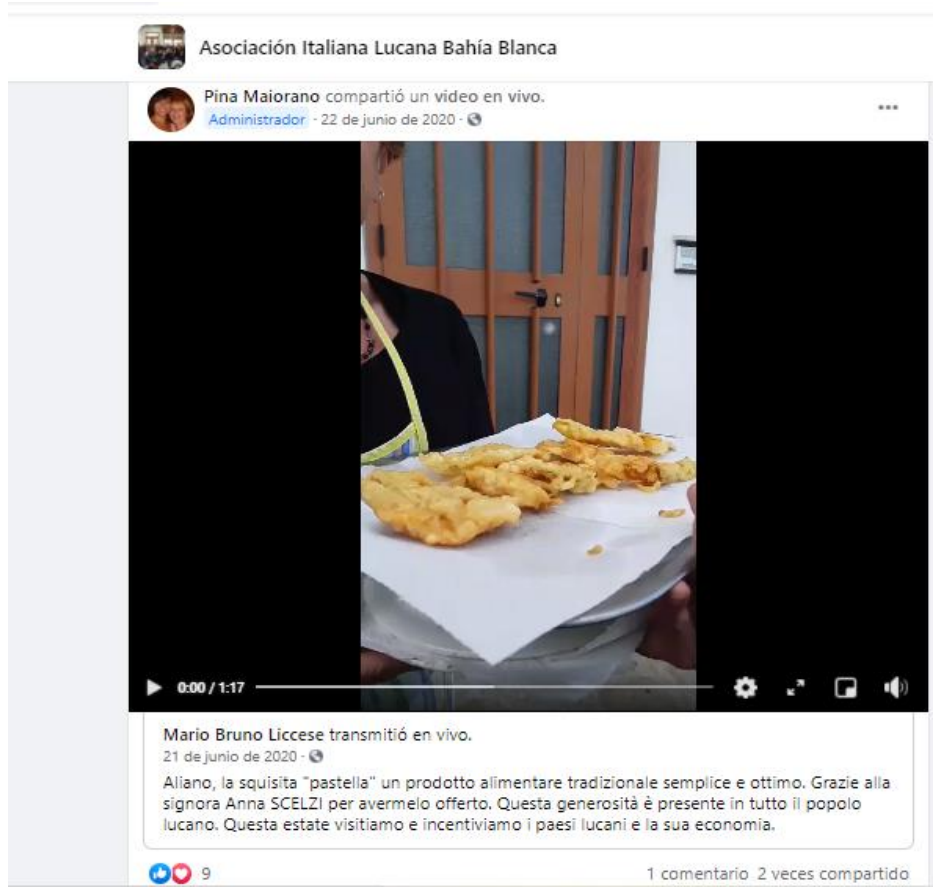 Asociación Italiana Lucana Bahía Blanca
Pina Maiorano compartió un video en vivo.
Administrador · 22 de junio de 2020 ·
0:00 / 1:17
Mario Bruno Liccese transmitió en vivo.
21 de junio de 2020 ·
Aliano, la squisita "pastella" un prodotto alimentare tradizionale semplice e ottimo. Grazie alla
signora Anna SCELZI per avermelo offerto. Questa generosità è presente in tutto il popolo
lucano. Questa estate visitiamo e incentiviamo i paesi lucani e la sua economia.
9
1 comentario 2 veces compartido